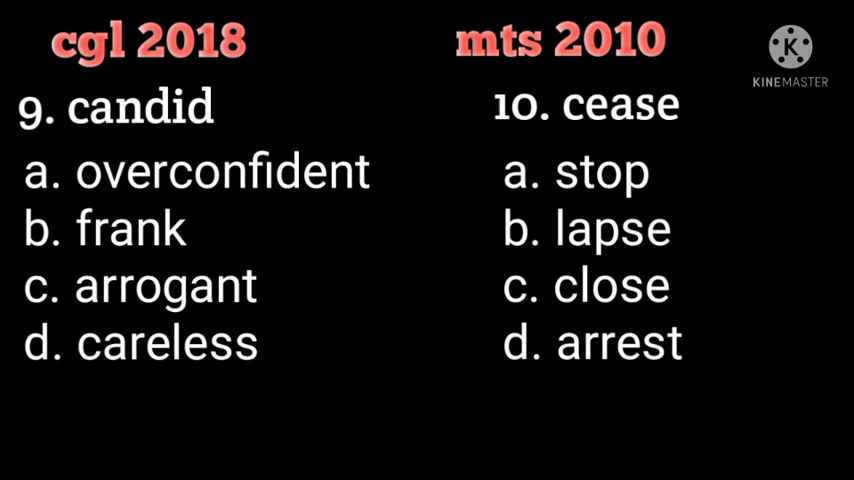 cgl 2018
9. candid
a. overconfident
b. frank
c. arrogant
d. careless
mts 2010
10. cease
a. stop
b. lapse
c. close
d. arrest
K
KINEMASTER